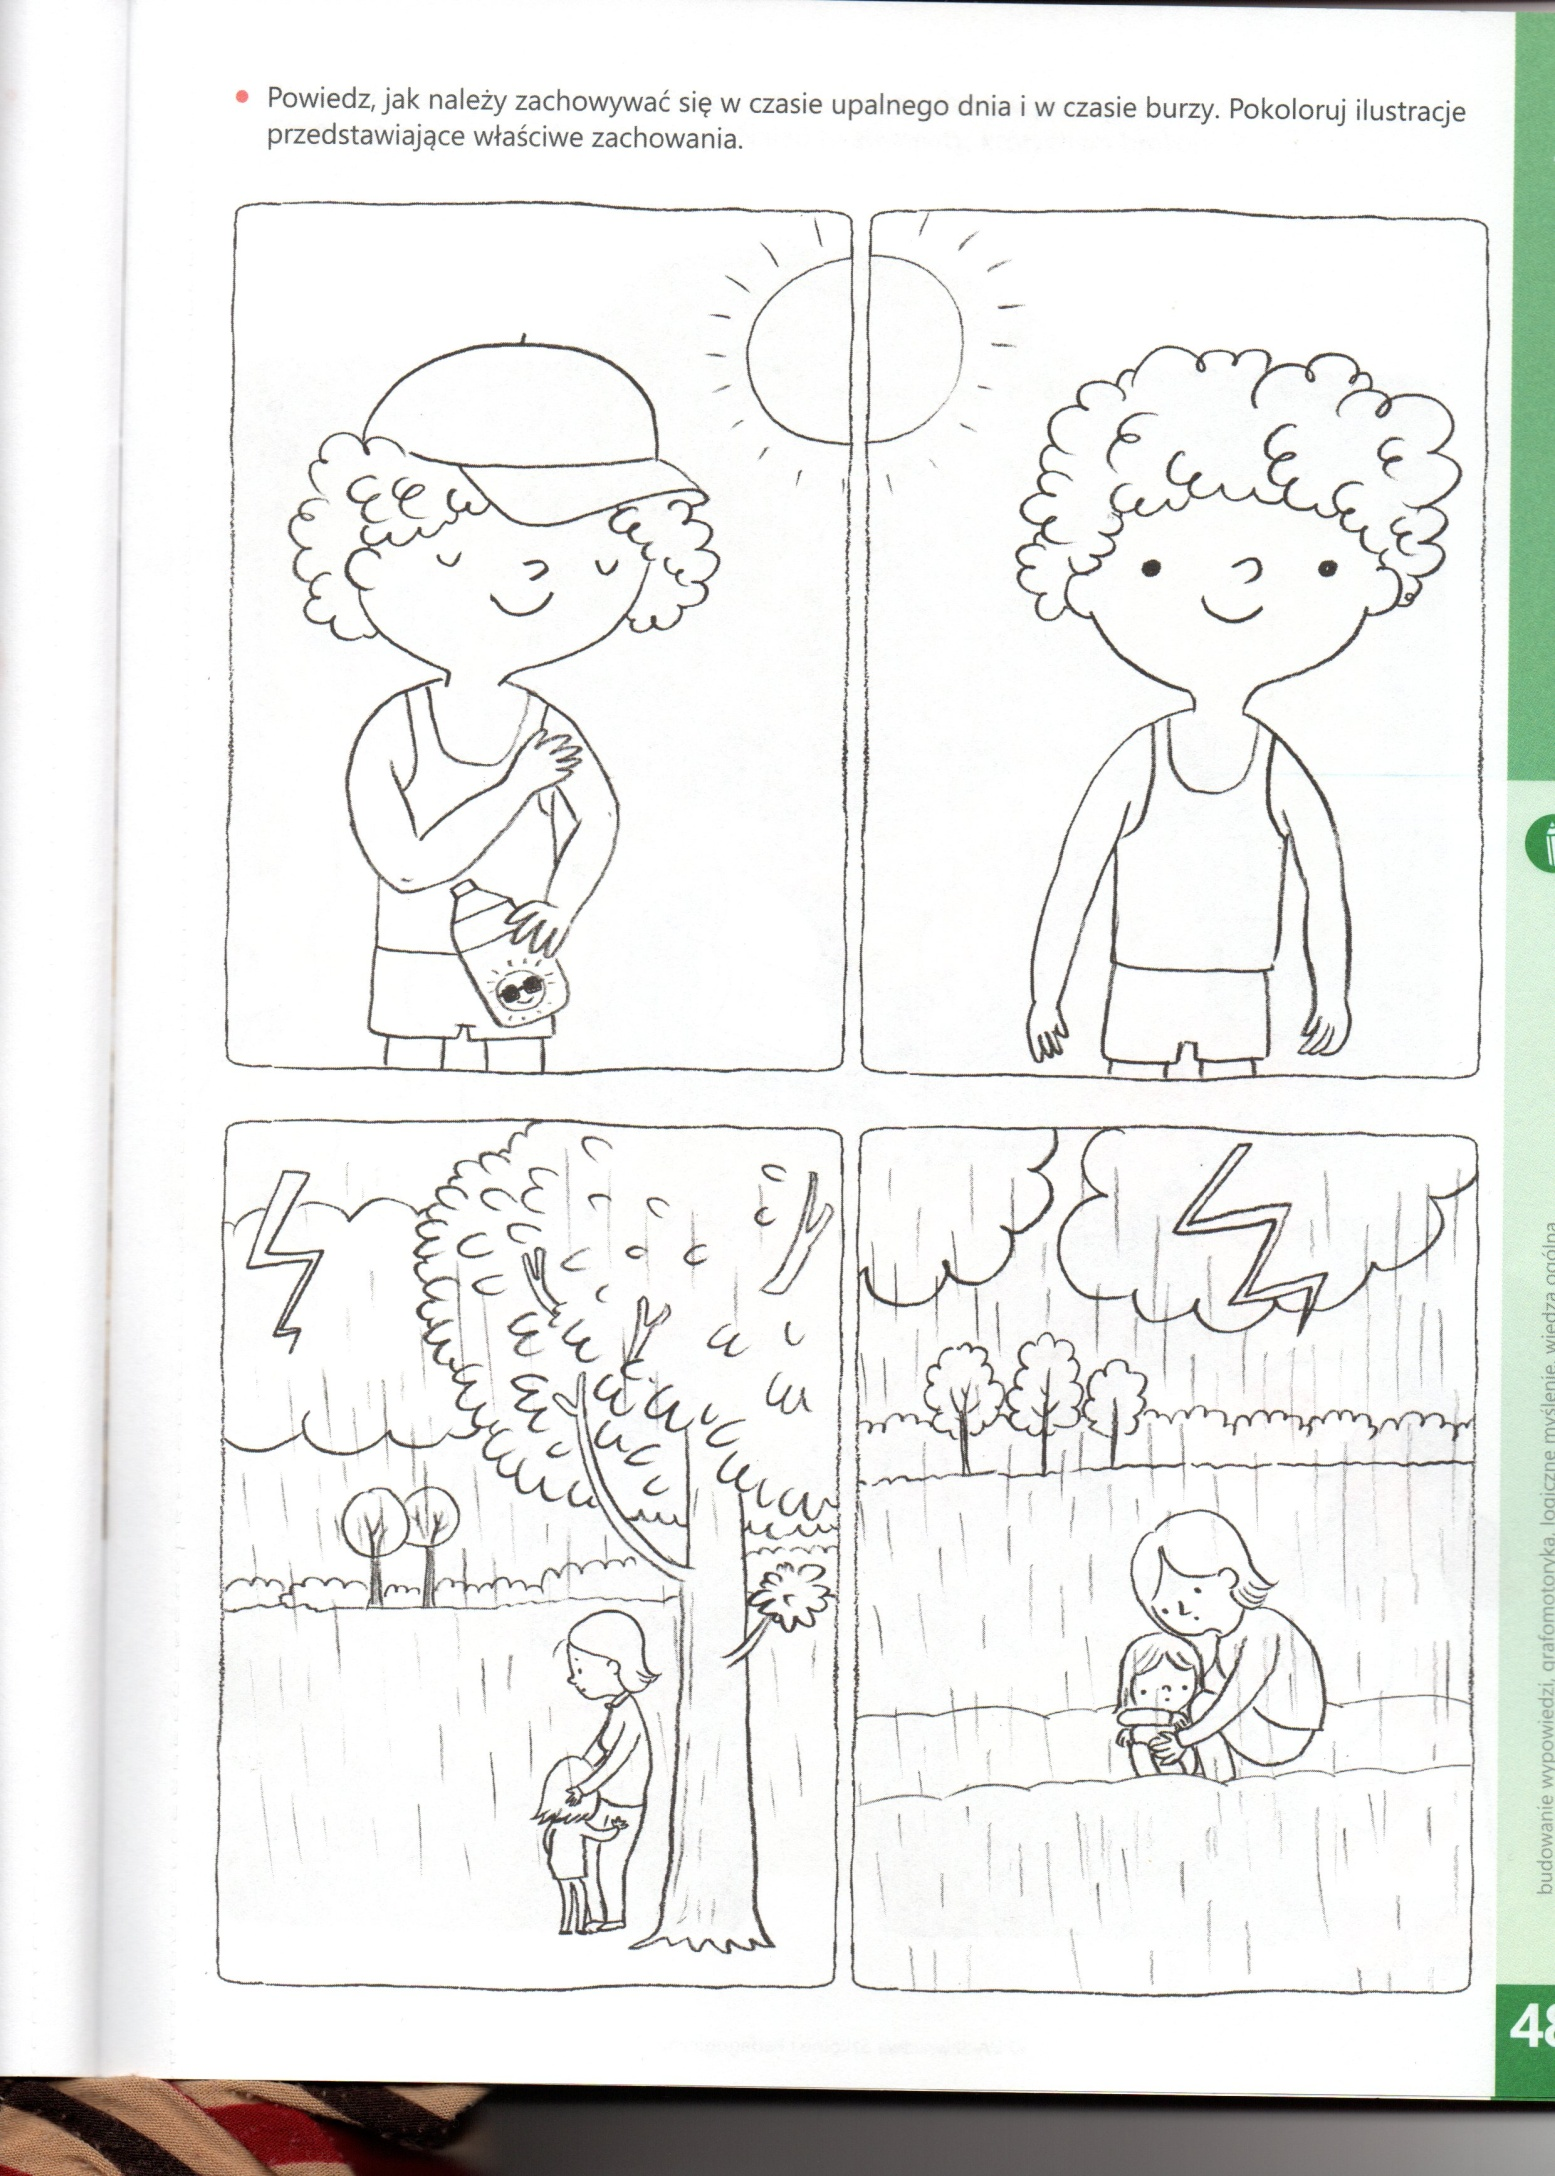 Powiedz, jak należy zachowywać się w czasie upalnego dnia i w czasie burzy. Pokoloruj ilustracje
przedstawiające właściwe zachowania.
budowanie wypowiedzi, grafomotoryka, logiczne myślenie, wiedza ogólna
48